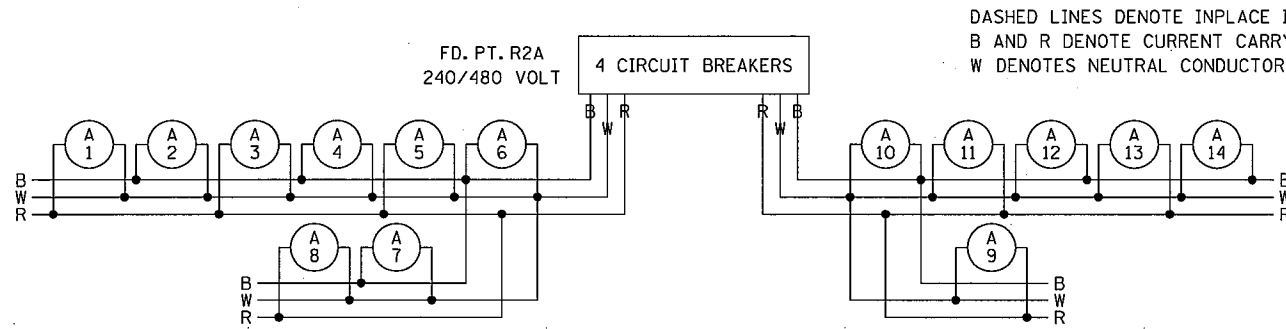 DASHED LINES DENOTE INPLACE
B AND R DENOTE CURRENT CARRY
W DENOTES NEUTRAL CONDUCTOR
FD. PT. R2A
240/480 VOLT
4 CIRCUIT BREAKERS
B W R
R W B
A 1
A 2
A 3
A 4
A 5
A 6
A 10
A 11
A 12
A 13
A 14
B
W
R
B
W
R
A 8
A 7
A 9
B
W
R
B
W
R